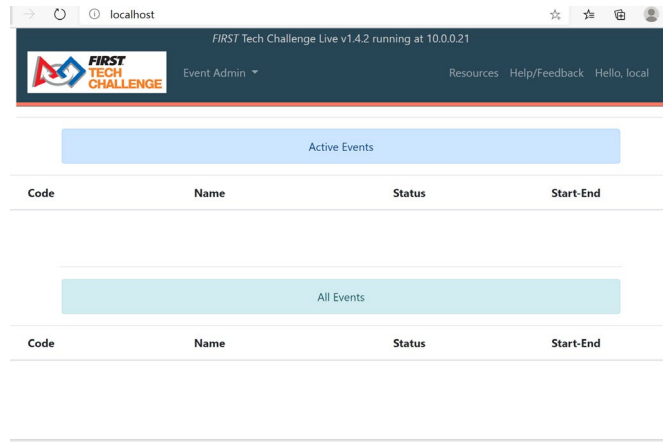 localhost
FIRST Tech Challenge Live v1.4.2 running at 10.0.0.21
FIRST
TECH
CHALLENGE
Event Admin
Resources Help/Feedback Hello, local
Active Events
Code Name Status Start-End
All Events
Code Name Status Start-End